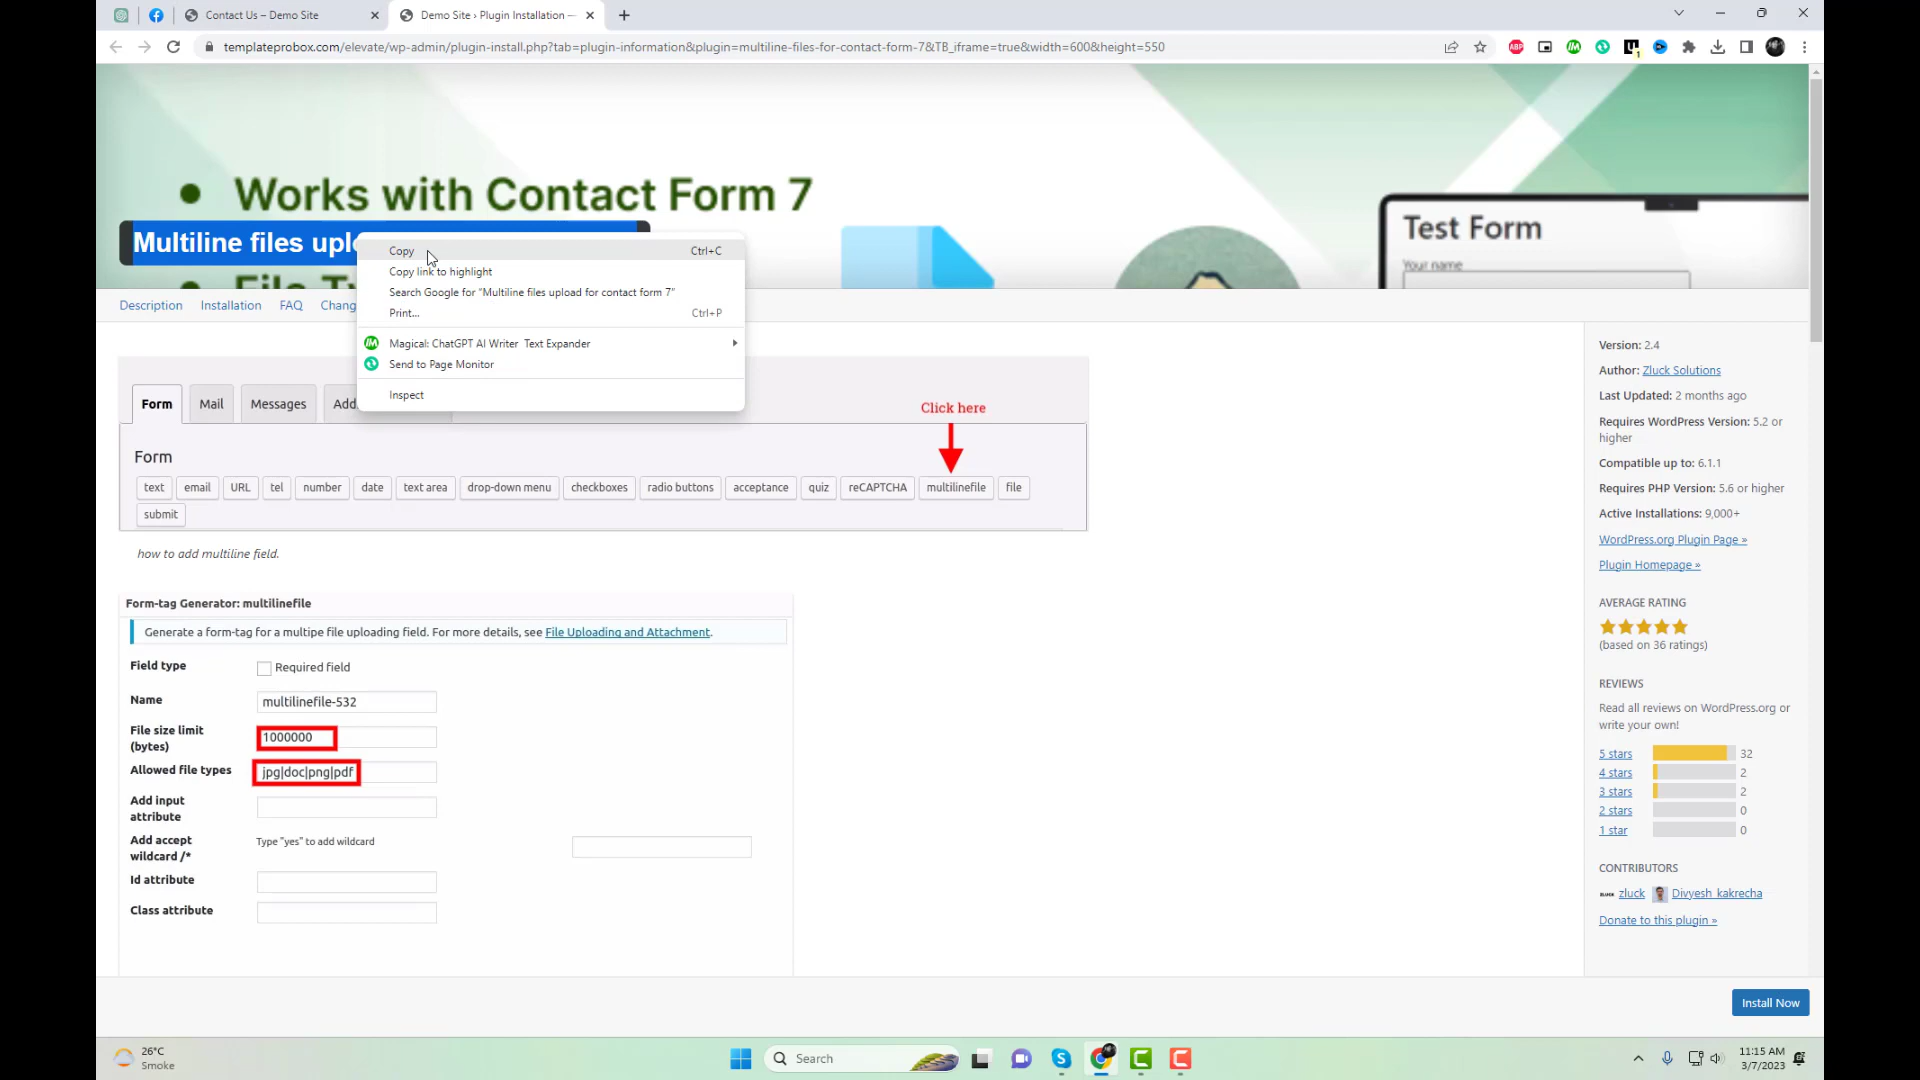 Contact Us – Demo Site
Demo Site › Plugin Installation —
templateprobox.com/elevate/wp-admin/plugin-install.php?tab=plugin-information&plugin=multiline-files-for-contact-form-7&TB_iframe=true&width=600&height=550
ABP
1
• Works with Contact Form 7
Test Form
Your name
Multiline files uplo
Copy Ctrl+C
Copy link to highlight
Search Google for “Multiline files upload for contact form 7”
Print... Ctrl+P
Magical: ChatGPT AI Writer Text Expander
Send to Page Monitor
Inspect
Description Installation FAQ Chang
Form Mail Messages Add
Click here
Form
text email URL tel number date text area drop-down menu checkboxes radio buttons acceptance quiz reCAPTCHA multilinefile file
submit
how to add multiline field.
Form-tag Generator: multilinefile
Generate a form-tag for a multipe file uploading field. For more details, see File Uploading and Attachment.
Field type Required field
Name multilinefile-532
File size limit
(bytes) 1000000
Allowed file types jpg|doc|png|pdf
Add input
attribute
Add accept
wildcard /* Type "yes" to add wildcard
Id attribute
Class attribute
Version: 2.4
Author: Zluck Solutions
Last Updated: 2 months ago
Requires WordPress Version: 5.2 or
higher
Compatible up to: 6.1.1
Requires PHP Version: 5.6 or higher
Active Installations: 9,000+
WordPress.org Plugin Page »
Plugin Homepage »
AVERAGE RATING
(based on 36 ratings)
REVIEWS
Read all reviews on WordPress.org or
write your own!
5 stars 32
4 stars 2
3 stars 2
2 stars 0
1 star 0
CONTRIBUTORS
zluck Divyesh kakrecha
Donate to this plugin »
Install Now
26°C
Smoke
Search
11:15 AM
3/7/2023